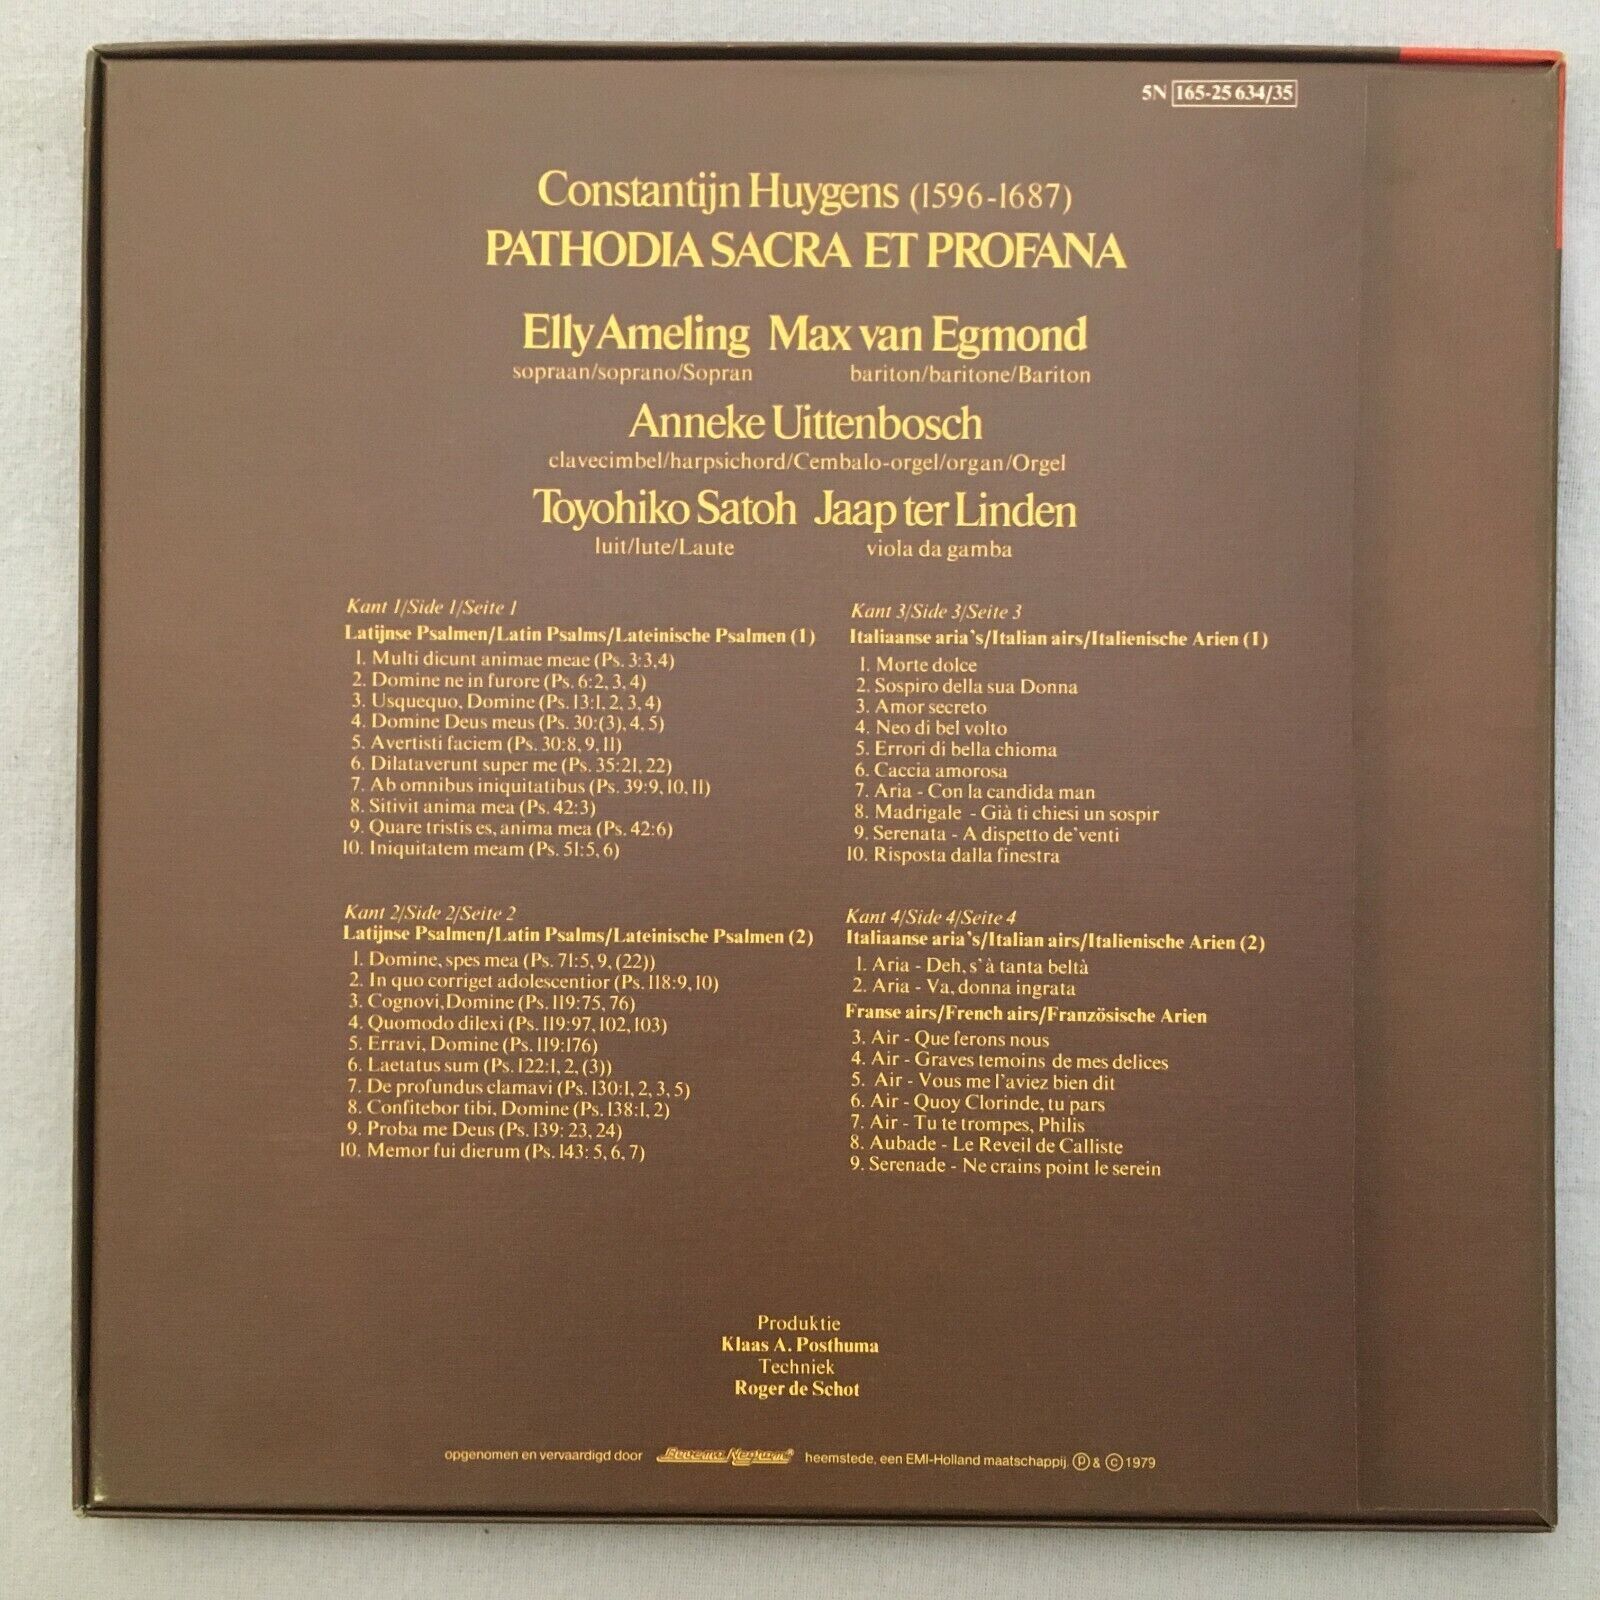 5N 165-25 634/35
Constantijn Huygens (1596-1687)
PATHODIA SACRA ET PROFANA
Elly Ameling Max van Egmond
sopraan/soprano/Sopran bariton/baritone/Bariton
Anneke Uittenbosch
clavecimbel/harpsichord/Cembalo-orgel/organ/Orgel
Toyohiko Satoh Jaap ter Linden
luit/lute/Laute viola da gamba
Kant 1/Side 1/Seite 1
Latijnse Psalmen/Latin Psalms/Lateinische Psalmen (1)
1. Multi dicunt animae meae (Ps. 3:3,4)
2. Domine ne in furore (Ps. 6:2, 3, 4)
3. Usquequo, Domine (Ps. 13:1, 2, 3, 4)
4. Domine Deus meus (Ps. 30:(3), 4, 5)
5. Avertisti faciem (Ps. 30:8, 9, 11)
6. Dilataverunt super me (Ps. 35:21, 22)
7. Ab omnibus iniquitatibus (Ps. 39:9, 10, 11)
8. Sitivit anima mea (Ps. 42:3)
9. Quare tristis es, anima mea (Ps. 42:6)
10. Iniquitatem meam (Ps. 51:5, 6)
Kant 2/Side 2/Seite 2
Latijnse Psalmen/Latin Psalms/Lateinische Psalmen (2)
1. Domine, spes mea (Ps. 71:5, 9, (22))
2. In quo corriget adolescentior (Ps. 118:9, 10)
3. Cognovi, Domine (Ps. 119:75, 76)
4. Quomodo dilexi (Ps. 119:97, 102, 103)
5. Erravi, Domine (Ps. 119:176)
6. Laetatus sum (Ps. 122:1, 2, (3))
7. De profundus clamavi (Ps. 130:1, 2, 3, 5)
8. Confitebor tibi, Domine (Ps. 138:1, 2)
9. Proba me Deus (Ps. 139: 23, 24)
10. Memor fui dierum (Ps. 143: 5, 6, 7)
Kant 3/Side 3/Seite 3
Italiaanse aria's/Italian airs/Italienische Arien (1)
1. Morte dolce
2. Sospiro della sua Donna
3. Amor secreto
4. Neo di bel volto
5. Errori di bella chioma
6. Caccia amorosa
7. Aria - Con la candida man
8. Madrigale - Già ti chiesi un sospir
9. Serenata - A dispetto de'venti
10. Risposta dalla finestra
Kant 4/Side 4/Seite 4
Italiaanse aria's/Italian airs/Italienische Arien (2)
1. Aria - Deh, s'à tanta beltà
2. Aria - Va, donna ingrata
Franse airs/French airs/Französische Arien
3. Air - Que ferons nous
4. Air - Graves temoins de mes delices
5. Air - Vous me l'aviez bien dit
6. Air - Quoy Clorinde, tu pars
7. Air - Tu te trompes, Philis
8. Aubade - Le Reveil de Calliste
9. Serenade - Ne crains point le serein
Produktie
Klaas A. Posthuma
Techniek
Roger de Schot
opgenomen en vervaardigd door Bovema Negram® heemstede, een EMI-Holland maatschappij. ℗ & © 1979